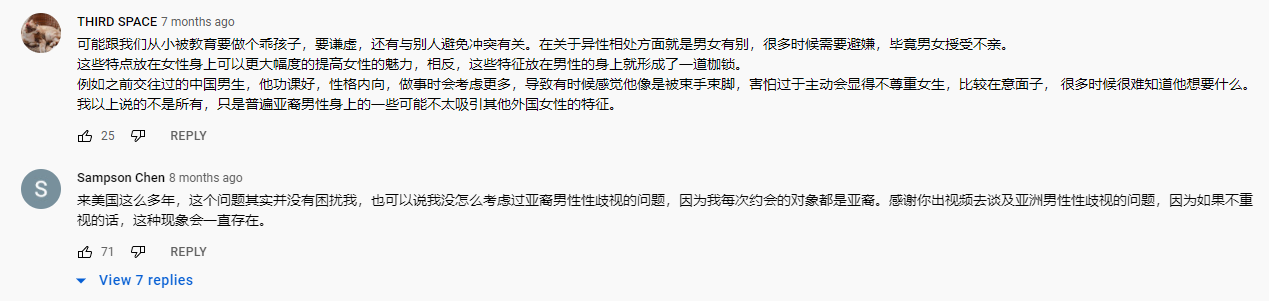 THIRD SPACE 7 months ago
可能跟我们从小被教育要做个乖孩子，要谦虚，还有与别人避免冲突有关。在关于异性相处方面就是男女有别，很多时候需要避嫌，毕竟男女授受不亲。
这些特点放在女性身上可以更大幅度的提高女性的魅力，相反，这些特征放在男性的身上就形成了一道枷锁。
例如之前交往过的中国男生，他功课好，性格内向，做事时会考虑更多，导致有时候感觉他像是被束手束脚，害怕过于主动会显得不尊重女生，比较在意面子， 很多时候很难知道他想要什么。
我以上说的不是所有，只是普遍亚裔男性身上的一些可能不太吸引其他外国女性的特征。
25 REPLY
S
Sampson Chen 8 months ago
来美国这么多年，这个问题其实并没有困扰我，也可以说我没怎么考虑过亚裔男性性歧视的问题，因为我每次约会的对象都是亚裔。感谢你出视频去谈及亚洲男性性歧视的问题，因为如果不重
视的话，这种现象会一直存在。
71 REPLY
View 7 replies